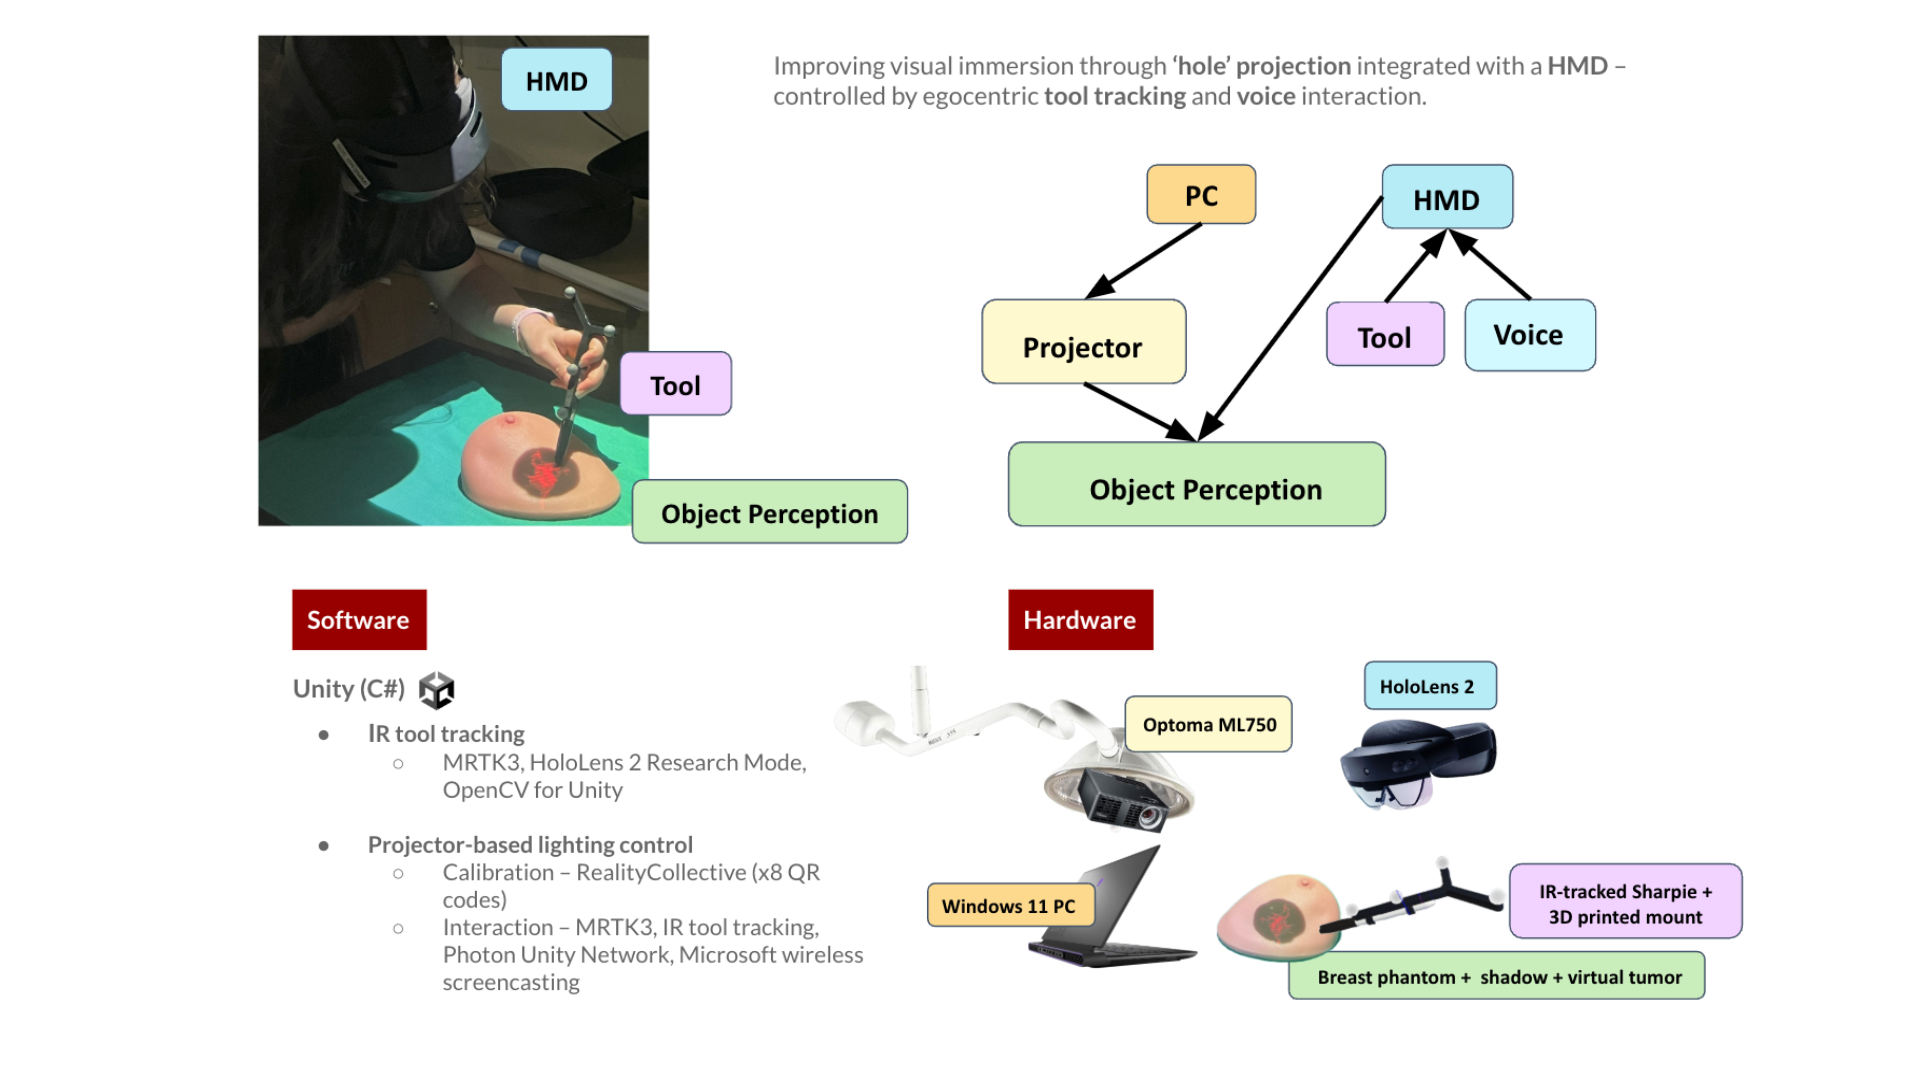 HMD
Improving visual immersion through ‘hole’ projection integrated with a HMD –
controlled by egocentric tool tracking and voice interaction.
PC
HMD
Projector
Tool
Voice
Tool
Object Perception
Object Perception
Software
Hardware
Unity (C#)
● IR tool tracking
○ MRTK3, HoloLens 2 Research Mode,
OpenCV for Unity
● Projector-based lighting control
○ Calibration – RealityCollective (x8 QR
codes)
○ Interaction – MRTK3, IR tool tracking,
Photon Unity Network, Microsoft wireless
screencasting
Optoma ML750
HoloLens 2
Windows 11 PC
IR-tracked Sharpie +
3D printed mount
Breast phantom + shadow + virtual tumor